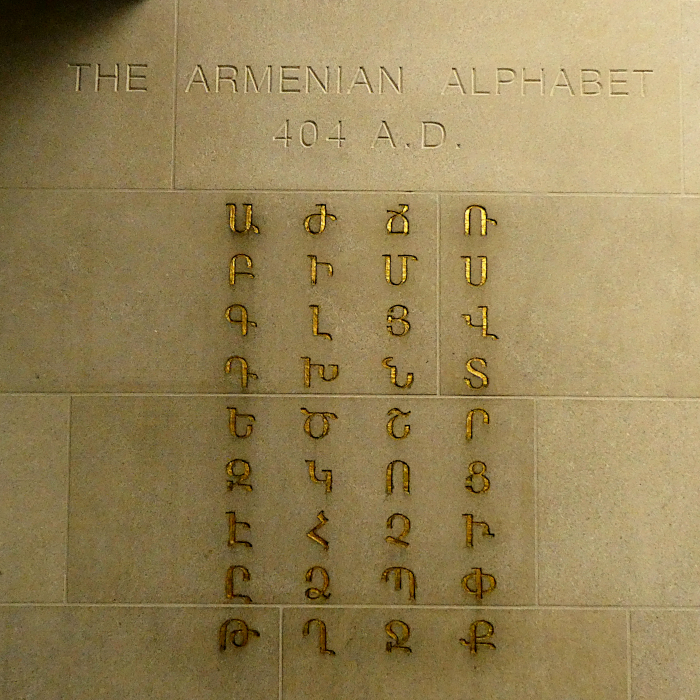 THE ARMENIAN ALPHABET
404 A.D.
Ա Ժ Ճ Ռ
Բ Ի Մ Ս
Գ Լ Յ Վ
Դ Խ Ն Տ
Ե Ծ Շ Ր
Զ Կ Ո Ց
Է Հ Չ Ւ
Ը Ձ Պ Փ
Թ Ղ Ջ Ք